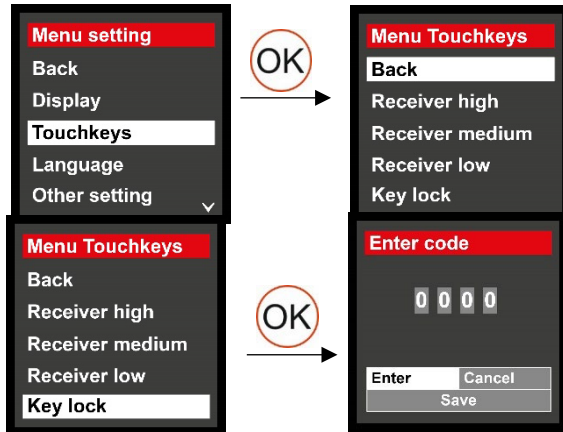 Menu setting
Back
Display
Touchkeys
Language
Other setting
OK
Menu Touchkeys
Back
Receiver high
Receiver medium
Receiver low
Key lock
Menu Touchkeys
Back
Receiver high
Receiver medium
Receiver low
Key lock
OK
Enter code
0 0 0 0
Enter Cancel
Save